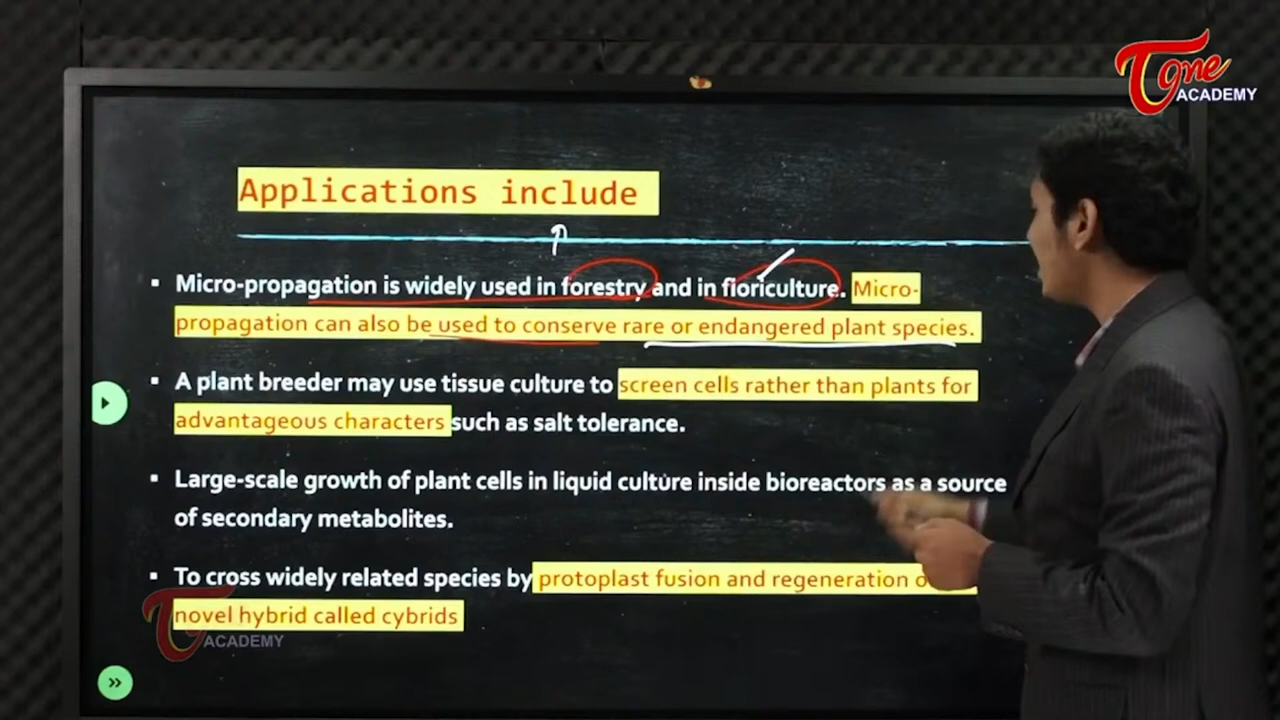 Tone
ACADEMY
Applications include
▪ Micro-propagation is widely used in forestry and in floriculture. Micro-
propagation can also be used to conserve rare or endangered plant species.
▪ A plant breeder may use tissue culture to screen cells rather than plants for
advantageous characters such as salt tolerance.
▪ Large-scale growth of plant cells in liquid culture inside bioreactors as a source
of secondary metabolites.
▪ To cross widely related species by protoplast fusion and regeneration
novel hybrid called cybrids
ACADEMY